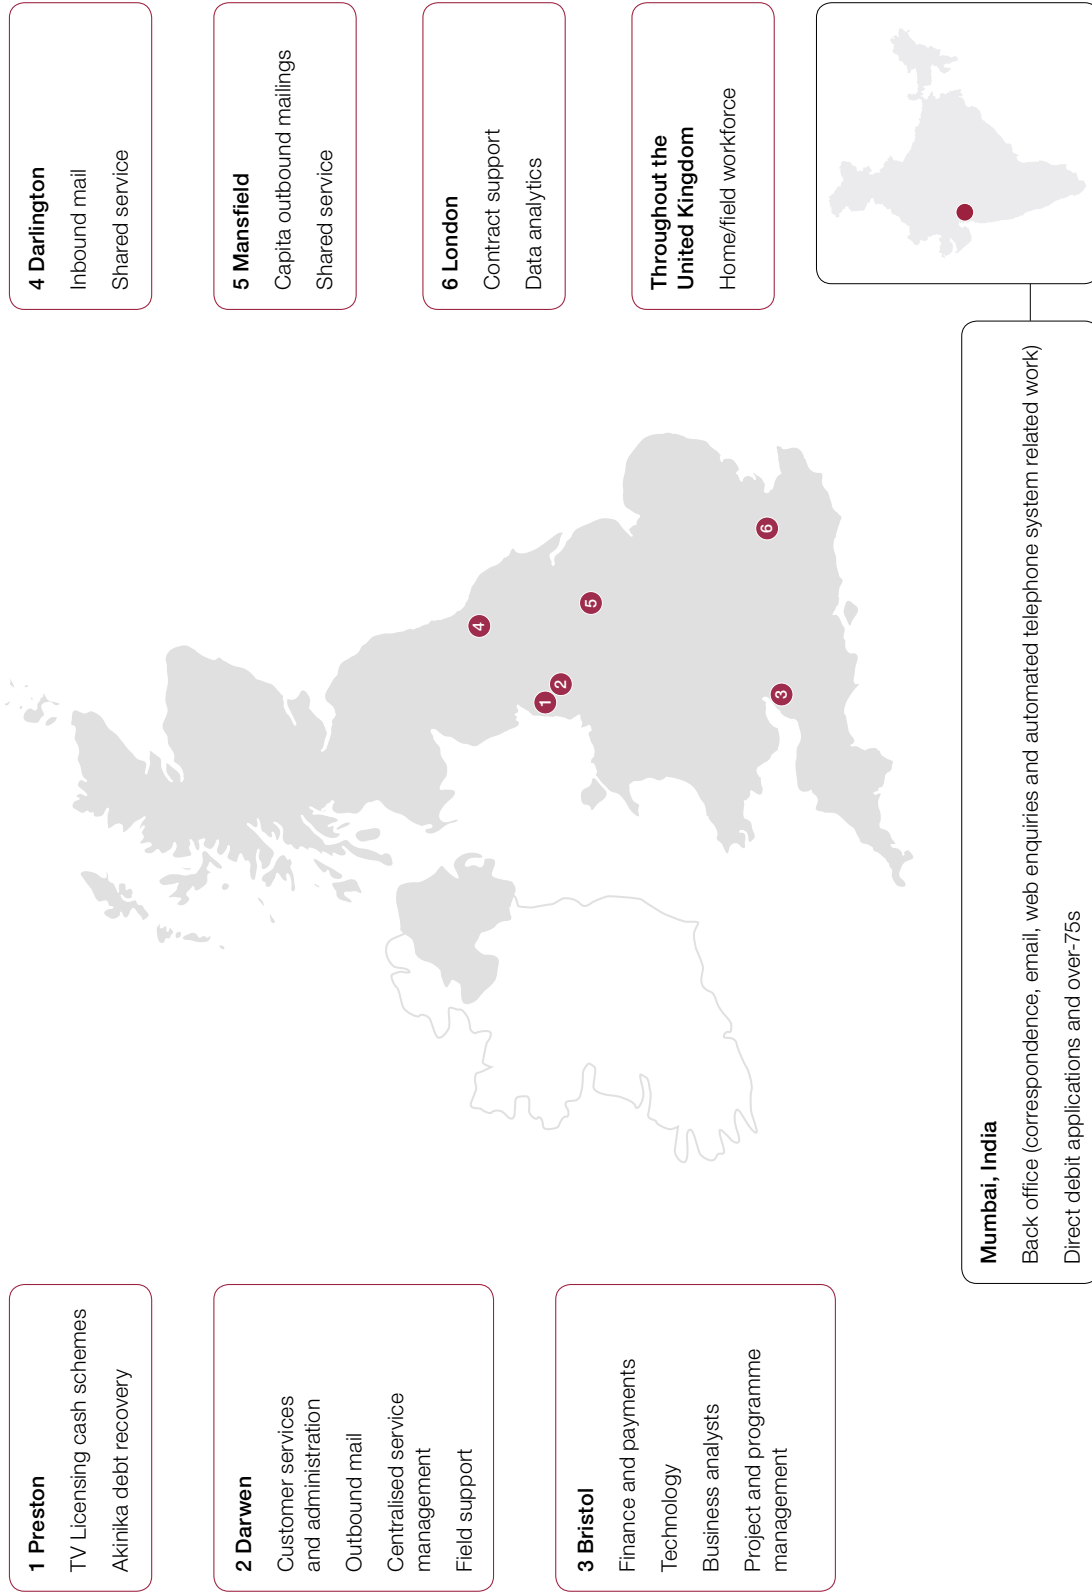 1 Preston
TV Licensing cash schemes
Akinika debt recovery
2 Darwen
Customer services
and administration
Outbound mail
Centralised service
management
Field support
3 Bristol
Finance and payments
Technology
Business analysts
Project and programme
management
1
2
3
4
5
6
4 Darlington
Inbound mail
Shared service
5 Mansfield
Capita outbound mailings
Shared service
6 London
Contract support
Data analytics
Throughout the
United Kingdom
Home/field workforce
Mumbai, India
Back office (correspondence, email, web enquiries and automated telephone system related work)
Direct debit applications and over-75s